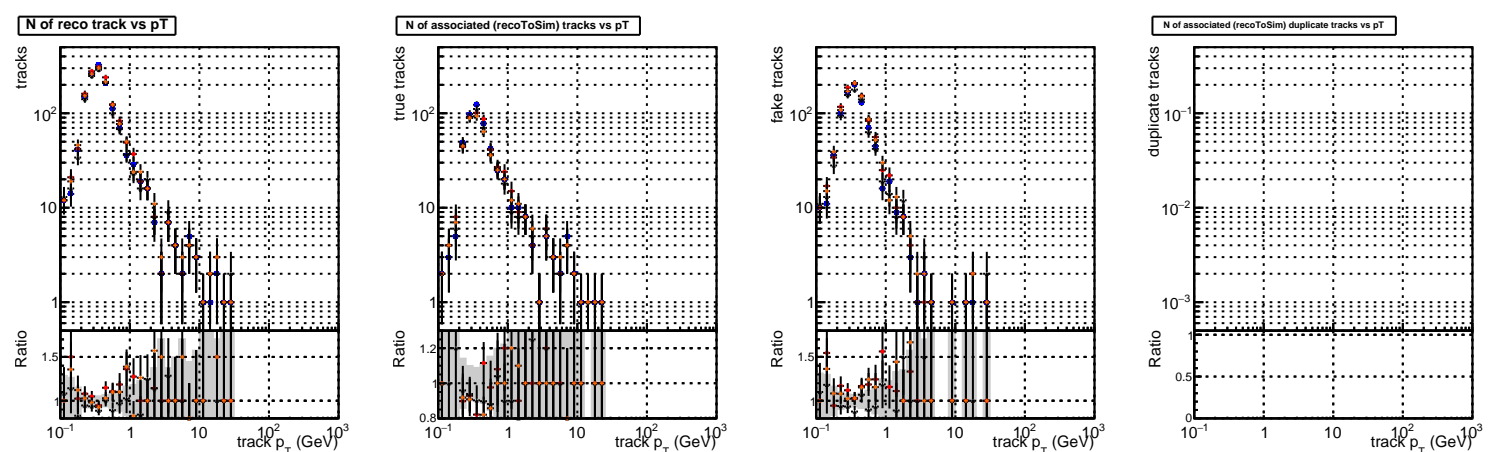 N of reco track vs pT
tracks
10²
10
1
Ratio
1.5
1
10⁻¹ 1 10 10² 10³
track p_T (GeV)
N of associated (recoToSim) tracks vs pT
true tracks
10²
10
1
Ratio
1.2
1
0.8
10⁻¹ 1 10 10² 10³
track p_T (GeV)
fake tracks
10²
10
1
Ratio
1.5
1
10⁻¹ 1 10 10² 10³
track p_T (GeV)
N of associated (recoToSim) duplicate tracks vs pT
duplicate tracks
10⁻¹
10⁻²
10⁻³
Ratio
1
0.5
0
10⁻¹ 1 10 10² 10³
track p_T (GeV)